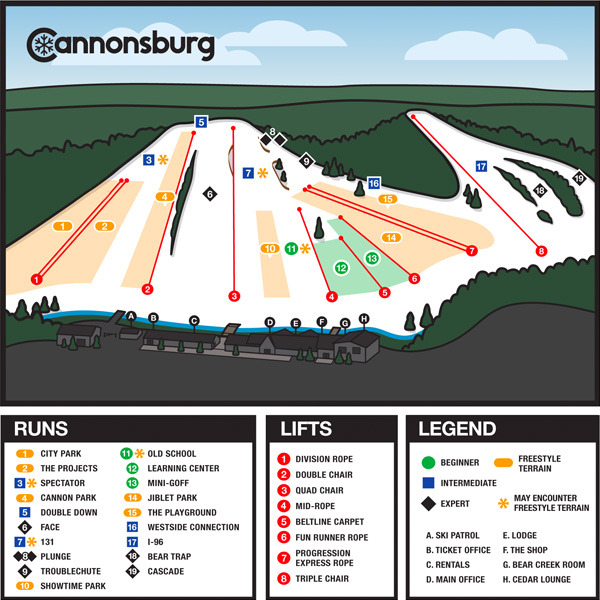 Cannonsburg
5
8
3
9
7
17
16
19
4
6
18
15
1
2
14
10
11
13
12
7
8
1
2
3
4
5
6
A
B
C
D
E
F
G
H
RUNS
1 CITY PARK
2 THE PROJECTS
3 SPECTATOR
4 CANNON PARK
5 DOUBLE DOWN
6 FACE
7 131
8 PLUNGE
9 TROUBLECHUTE
10 SHOWTIME PARK
11 OLD SCHOOL
12 LEARNING CENTER
13 MINI-GOFF
14 JIBLET PARK
15 THE PLAYGROUND
16 WESTSIDE CONNECTION
17 I-96
18 BEAR TRAP
19 CASCADE
LIFTS
1 DIVISION ROPE
2 DOUBLE CHAIR
3 QUAD CHAIR
4 MID-ROPE
5 BELTLINE CARPET
6 FUN RUNNER ROPE
7 PROGRESSION
EXPRESS ROPE
8 TRIPLE CHAIR
LEGEND
BEGINNER
INTERMEDIATE
EXPERT
FREESTYLE
TERRAIN
MAY ENCOUNTER
FREESTYLE TERRAIN
A. SKI PATROL
B. TICKET OFFICE
C. RENTALS
D. MAIN OFFICE
E. LODGE
F. THE SHOP
G. BEAR CREEK ROOM
H. CEDAR LOUNGE